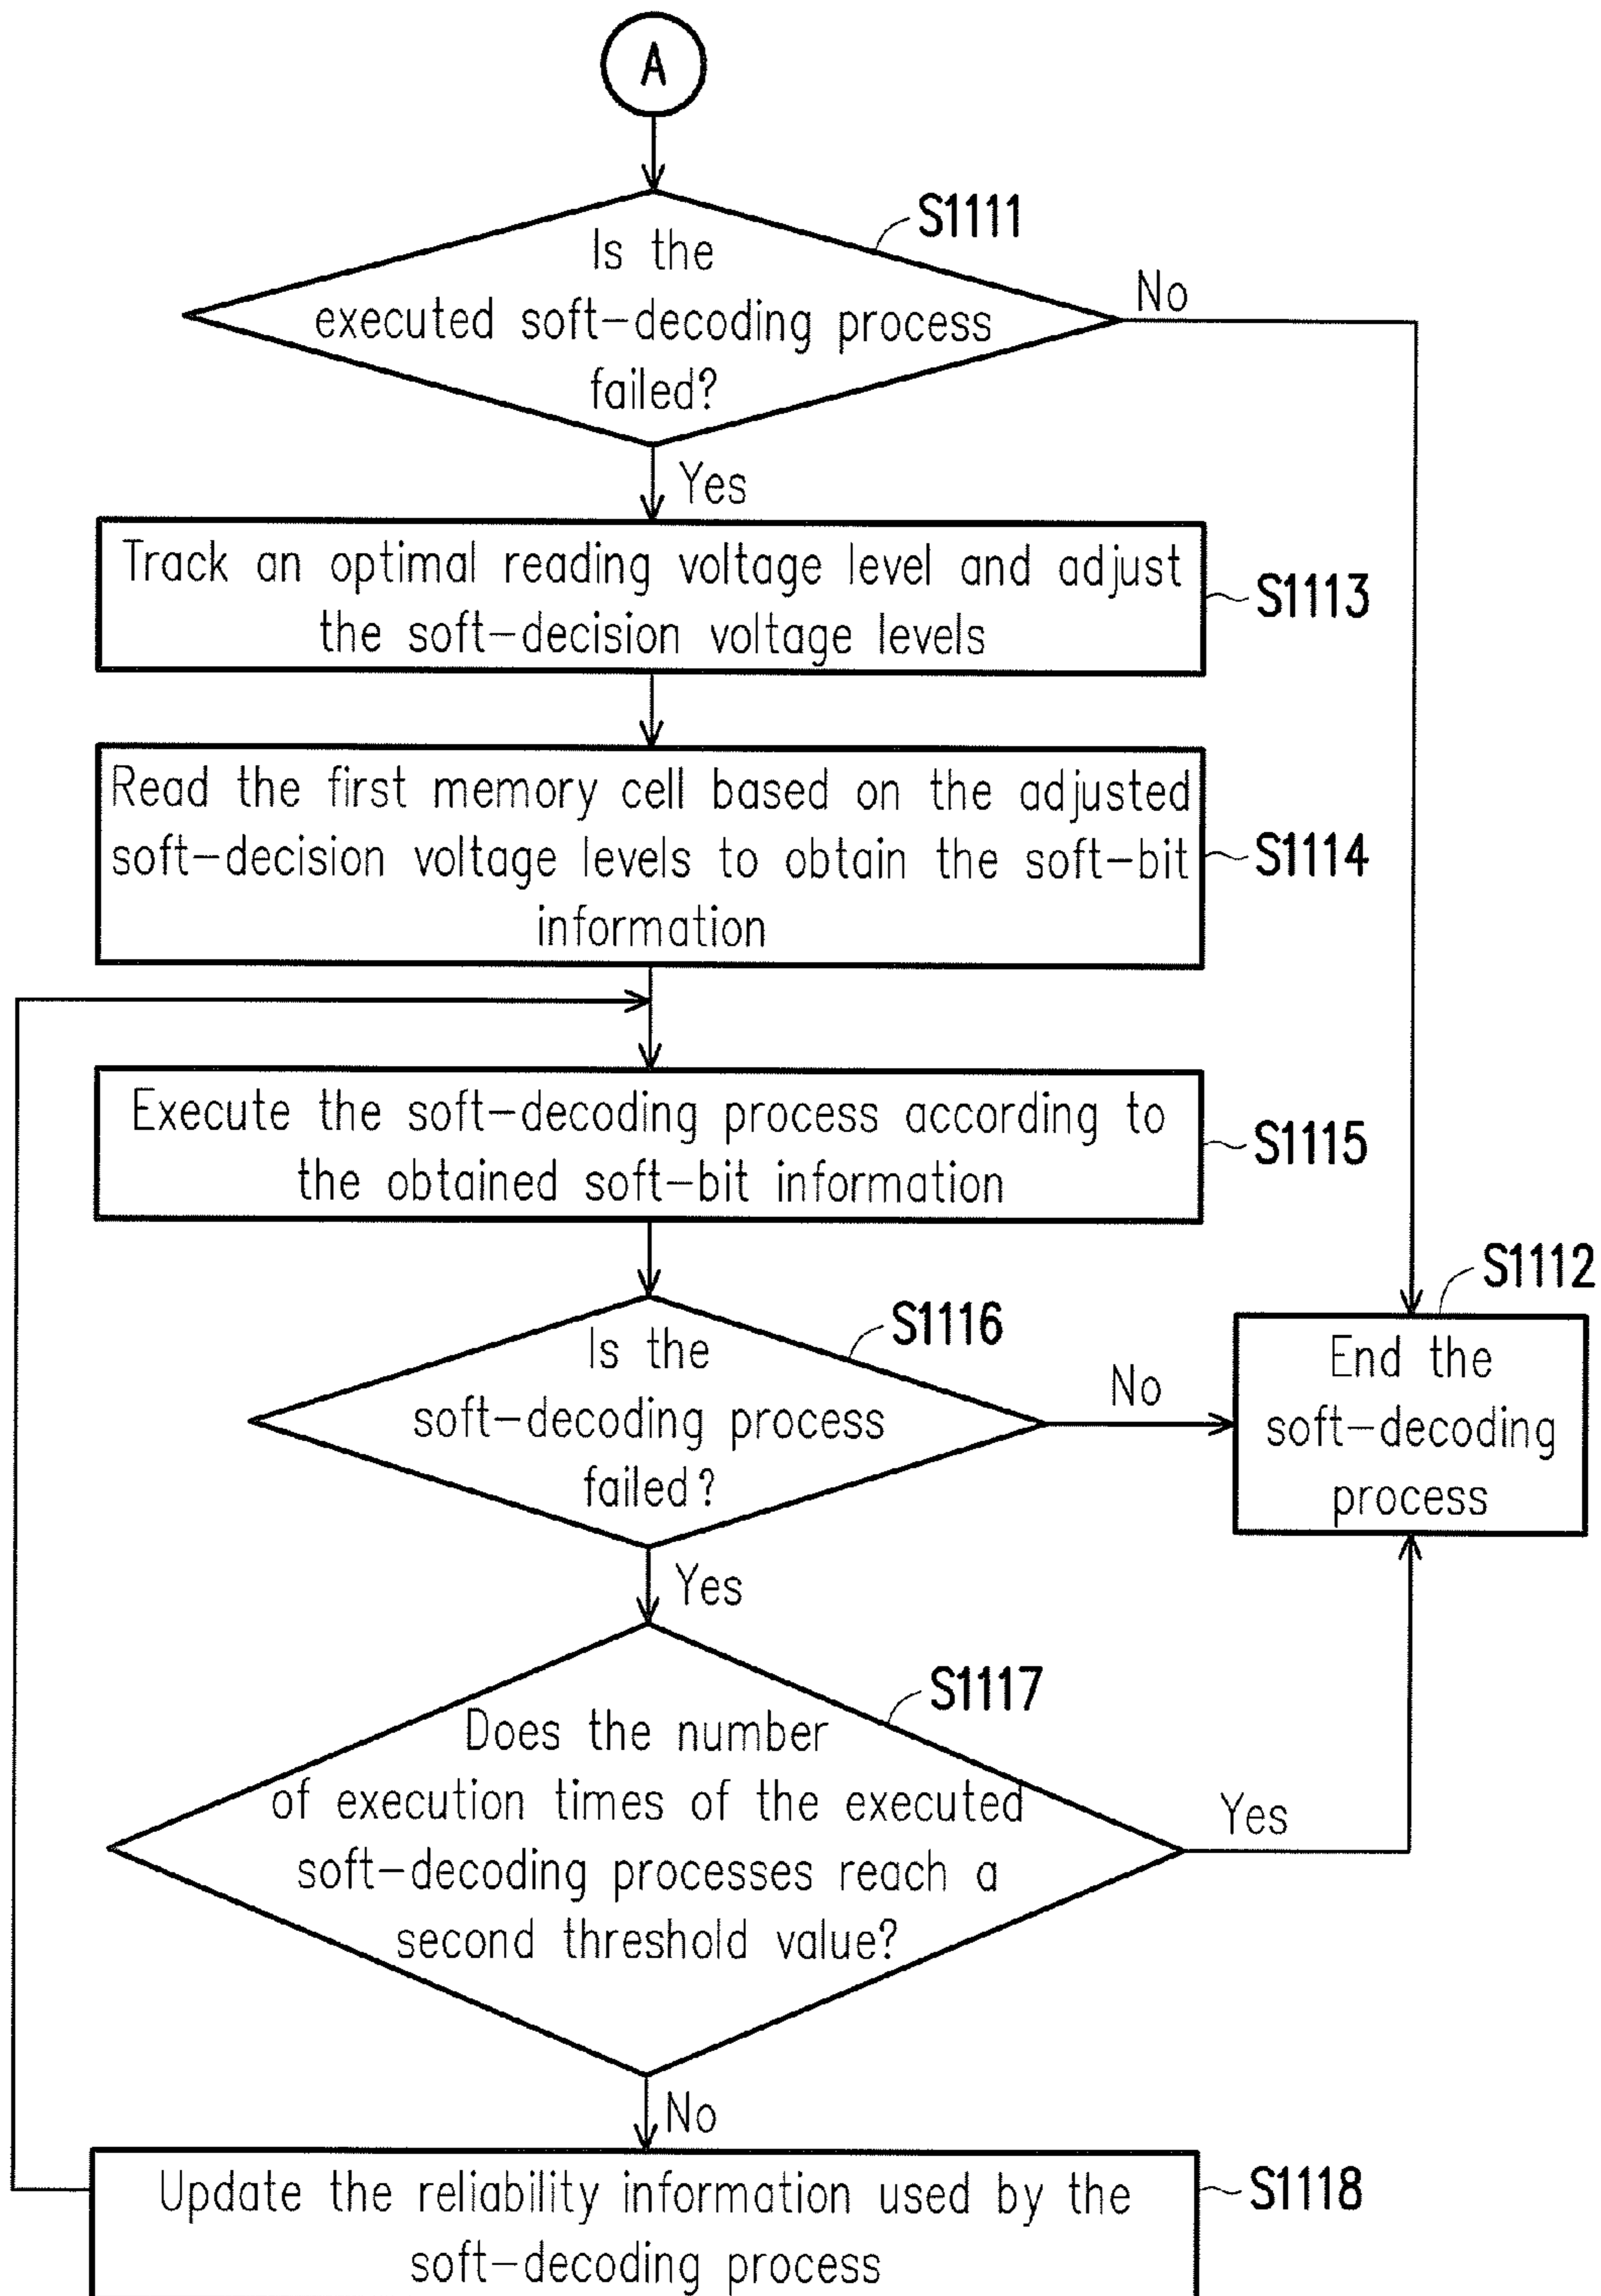 A
S1111
Is the
executed soft-decoding process
failed?
No
Yes
Track an optimal reading voltage level and adjust
the soft-decision voltage levels
S1113
Read the first memory cell based on the adjusted
soft-decision voltage levels to obtain the soft-bit
information
S1114
Execute the soft-decoding process according to
the obtained soft-bit information
S1115
S1116
Is the
soft-decoding process
failed?
No
S1112
End the
soft-decoding
process
Yes
S1117
Does the number
of execution times of the executed
soft-decoding processes reach a
second threshold value?
Yes
No
Update the reliability information used by the
soft-decoding process
S1118